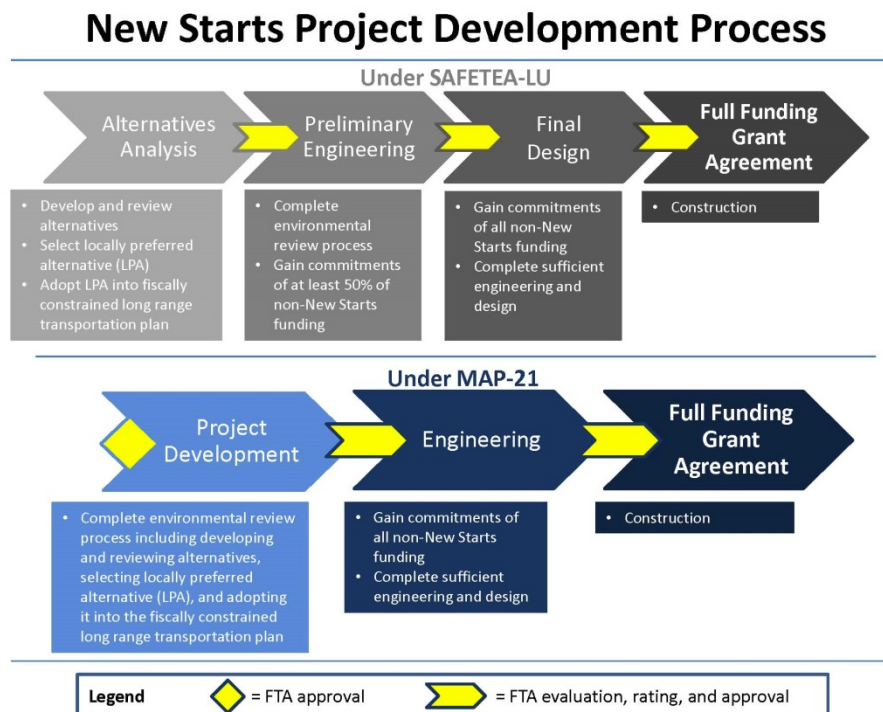 New Starts Project Development Process
Under SAFETEA-LU
Alternatives
Analysis
Preliminary
Engineering
Final
Design
Full Funding
Grant
Agreement
• Develop and review
alternatives
• Select locally preferred
alternative (LPA)
• Adopt LPA into fiscally
constrained long range
transportation plan
• Complete
environmental
review process
• Gain commitments
of at least 50% of
non-New Starts
funding
• Gain commitments
of all non-New
Starts funding
• Complete sufficient
engineering and
design
• Construction
Under MAP-21
Project
Development
Engineering
Full Funding
Grant
Agreement
• Complete environmental review
process including developing
and reviewing alternatives,
selecting locally preferred
alternative (LPA), and adopting
it into the fiscally constrained
long range transportation plan
• Gain commitments of
all non-New Starts
funding
• Complete sufficient
engineering and design
• Construction
Legend
= FTA approval
= FTA evaluation, rating, and approval